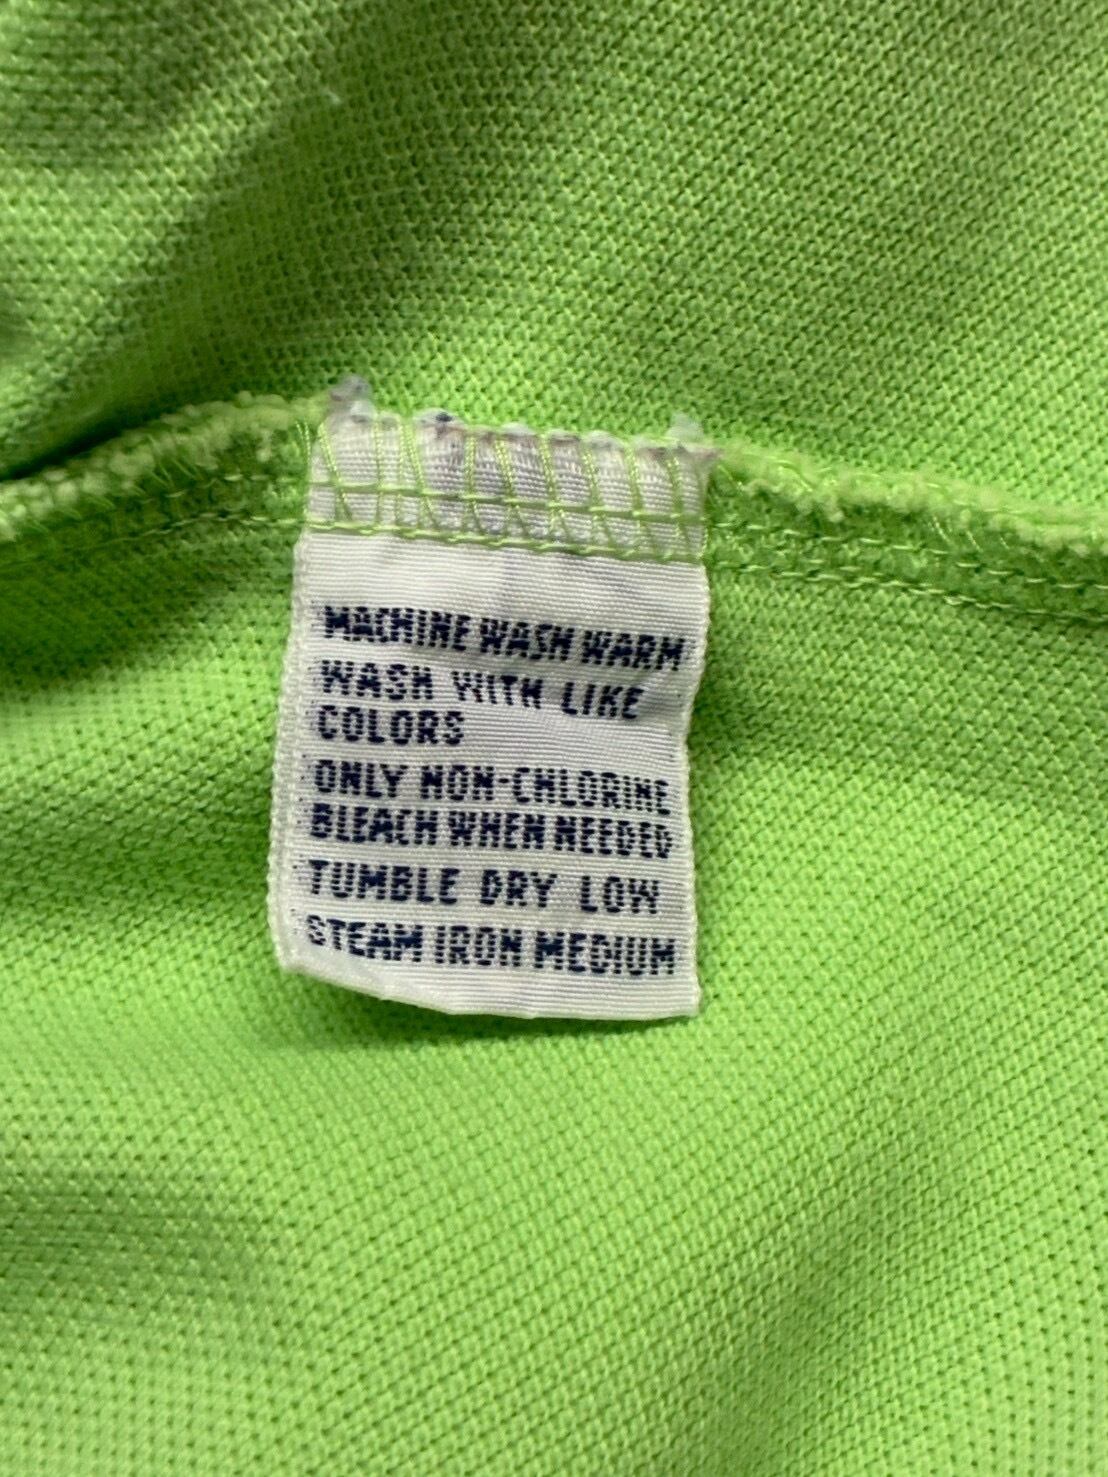 MACHINE WASH WARM
WASH WITH LIKE
COLORS
ONLY NON-CHLORINE
BLEACH WHEN NEEDED
TUMBLE DRY LOW
STEAM IRON MEDIUM